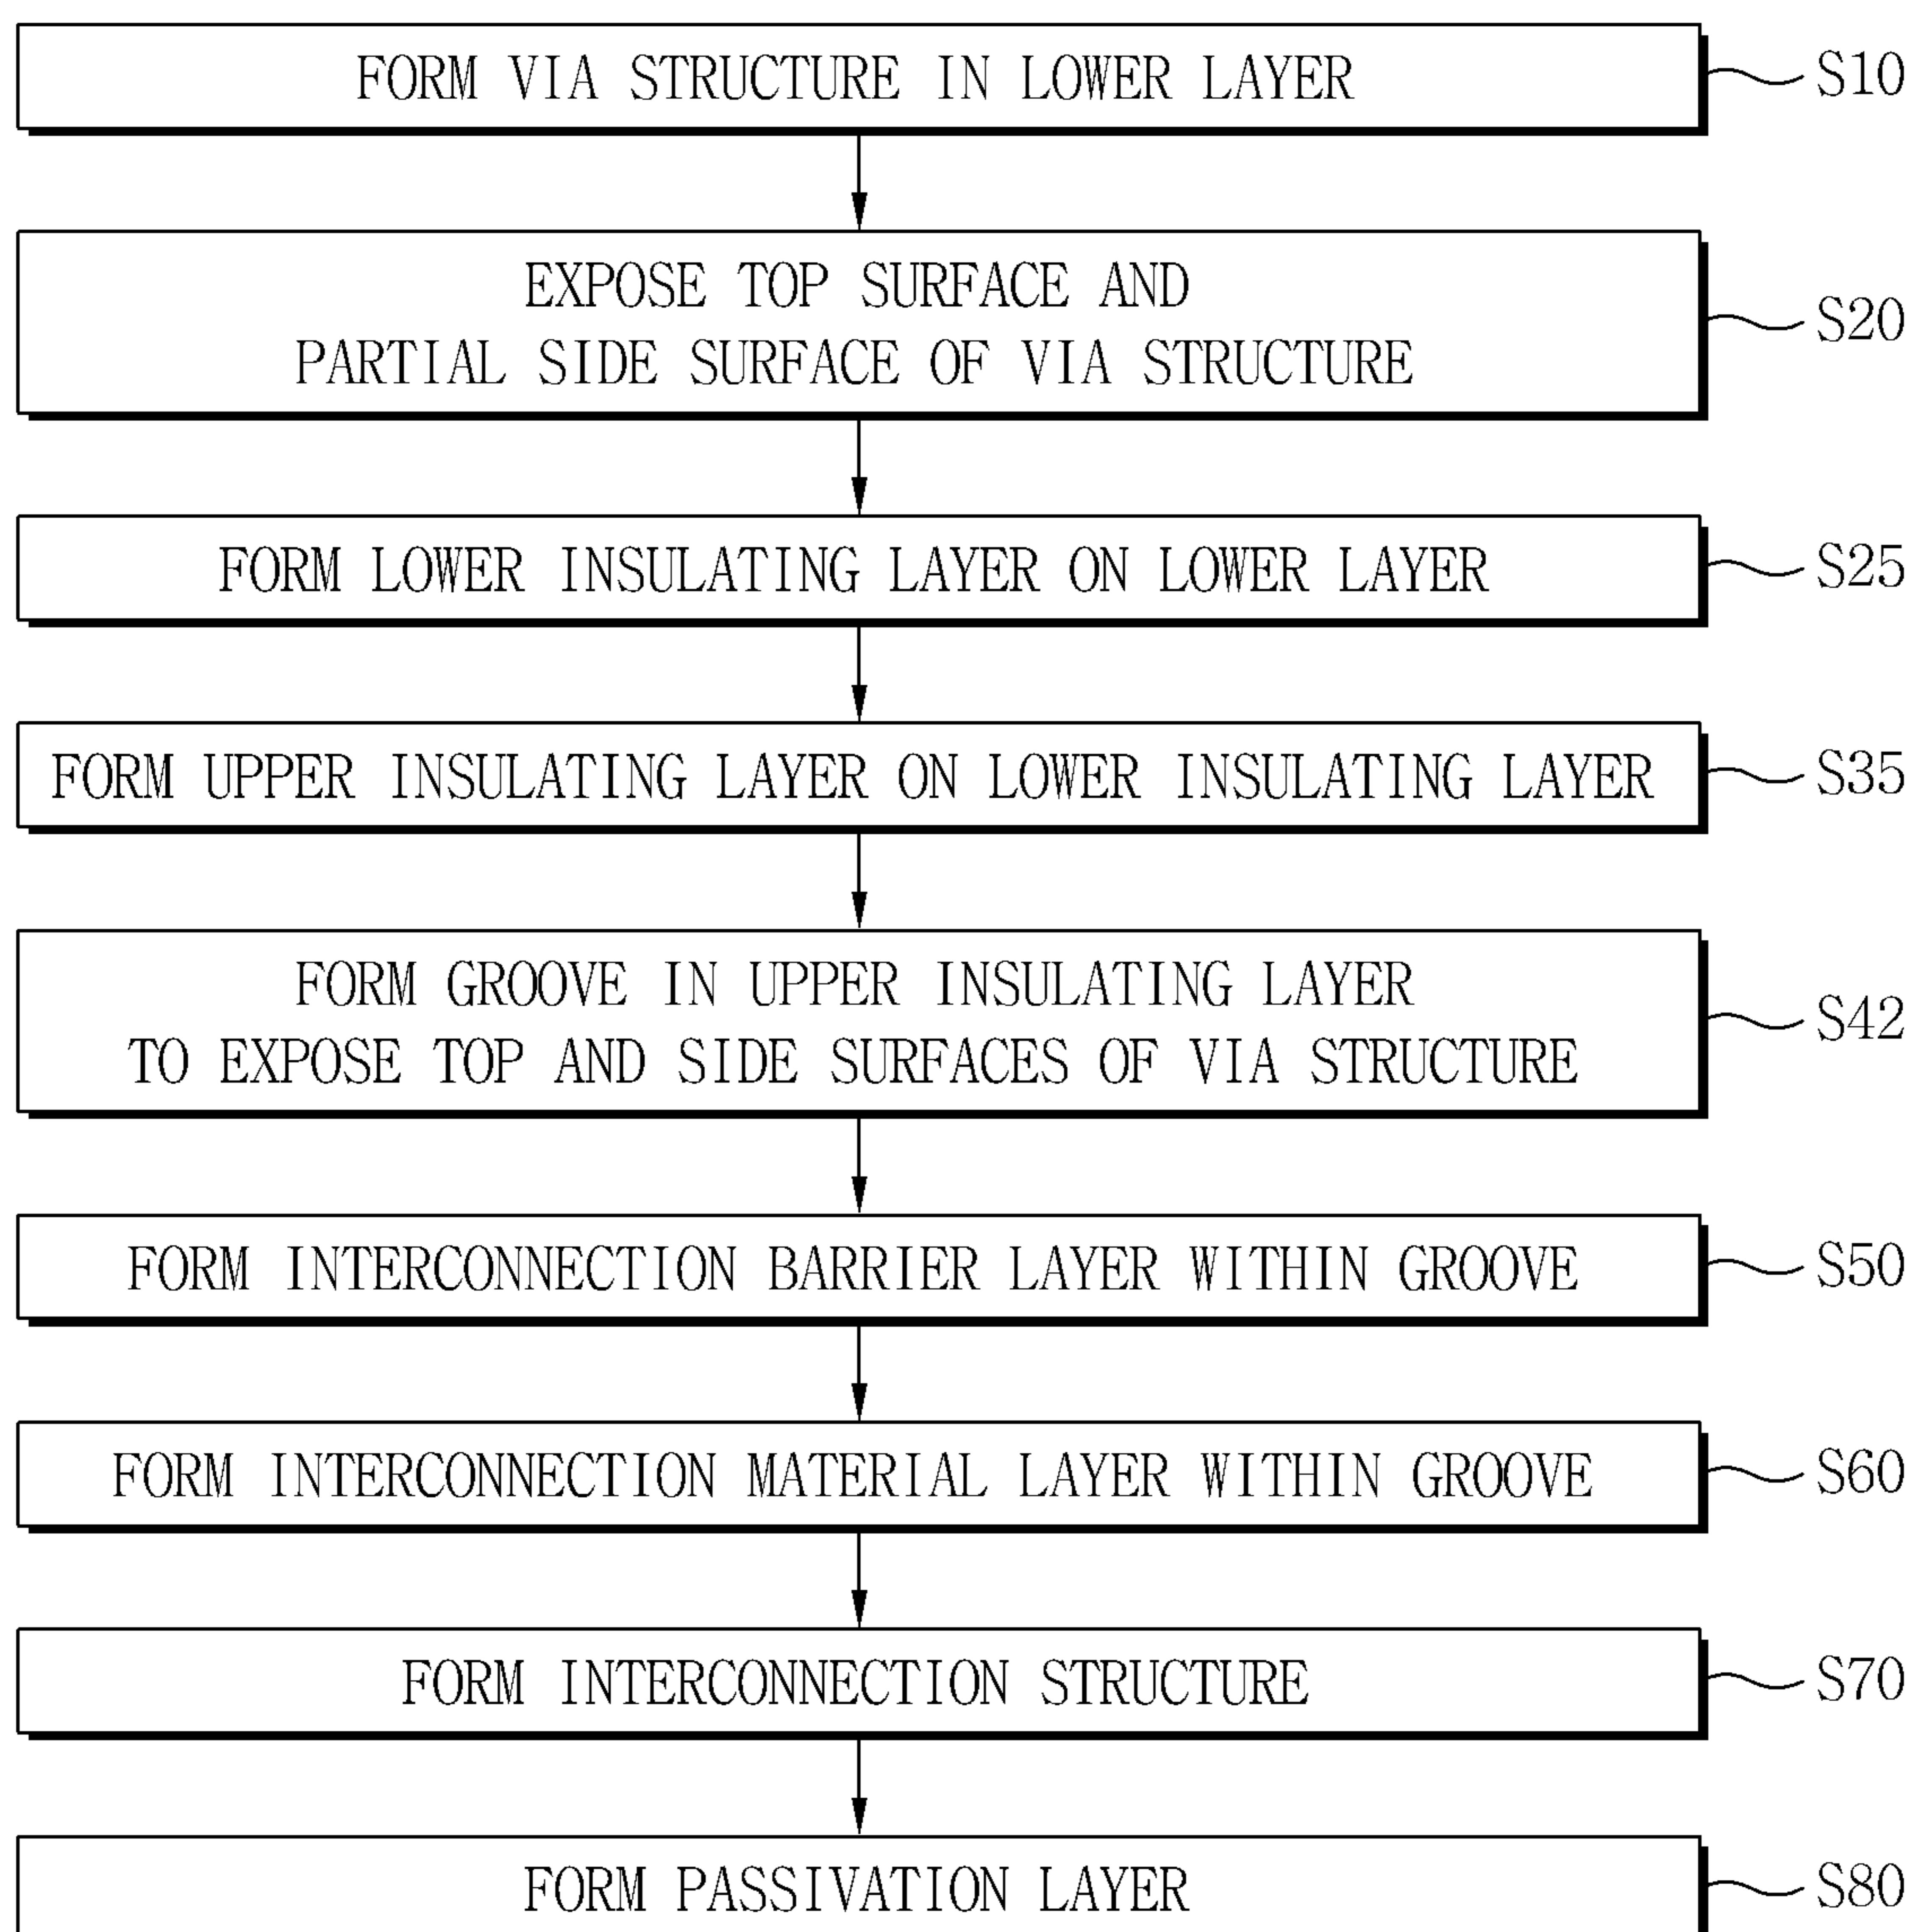 FORM VIA STRUCTURE IN LOWER LAYER
S10
EXPOSE TOP SURFACE AND
PARTIAL SIDE SURFACE OF VIA STRUCTURE
S20
FORM LOWER INSULATING LAYER ON LOWER LAYER
S25
FORM UPPER INSULATING LAYER ON LOWER INSULATING LAYER
S35
FORM GROOVE IN UPPER INSULATING LAYER
TO EXPOSE TOP AND SIDE SURFACES OF VIA STRUCTURE
S42
FORM INTERCONNECTION BARRIER LAYER WITHIN GROOVE
S50
FORM INTERCONNECTION MATERIAL LAYER WITHIN GROOVE
S60
FORM INTERCONNECTION STRUCTURE
S70
FORM PASSIVATION LAYER
S80